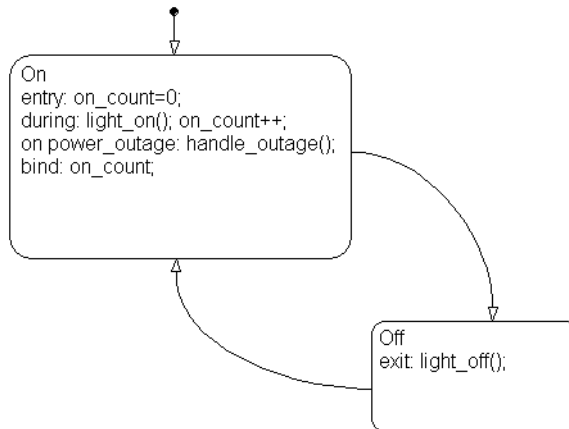 On
entry: on_count=0;
during: light_on(); on_count++;
on power_outage: handle_outage();
bind: on_count;
Off
exit: light_off();